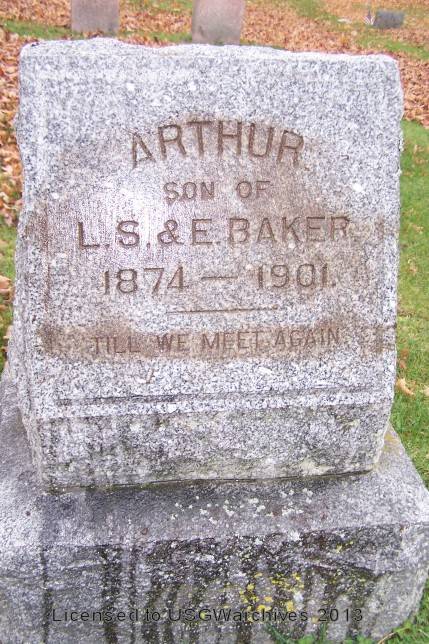 ARTHUR.
SON OF
L. S. & E. BAKER.
1874 — 1901.
TILL WE MEET AGAIN
Licensed to USGWarchives 2013